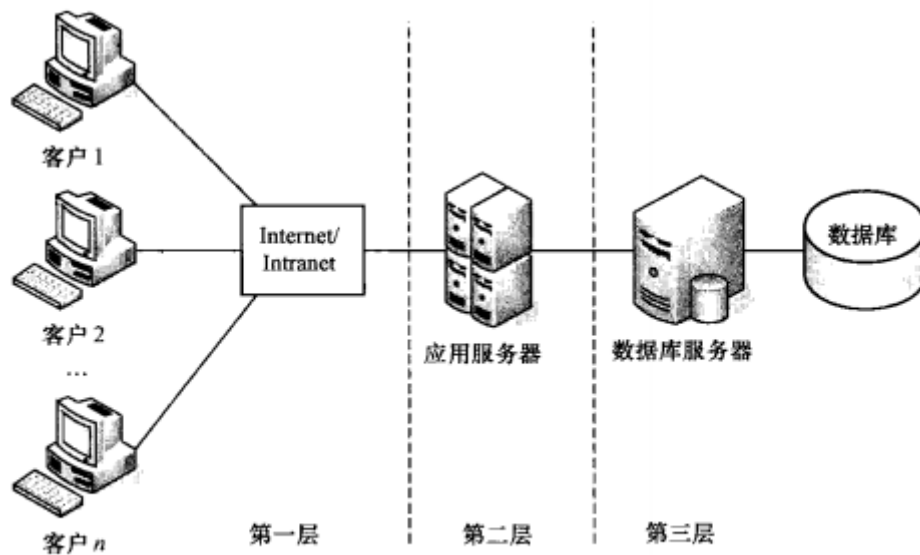 客户 1
客户 2
…
客户 n
Internet/
Intranet
应用服务器
数据库服务器
数据库
第一层
第二层
第三层